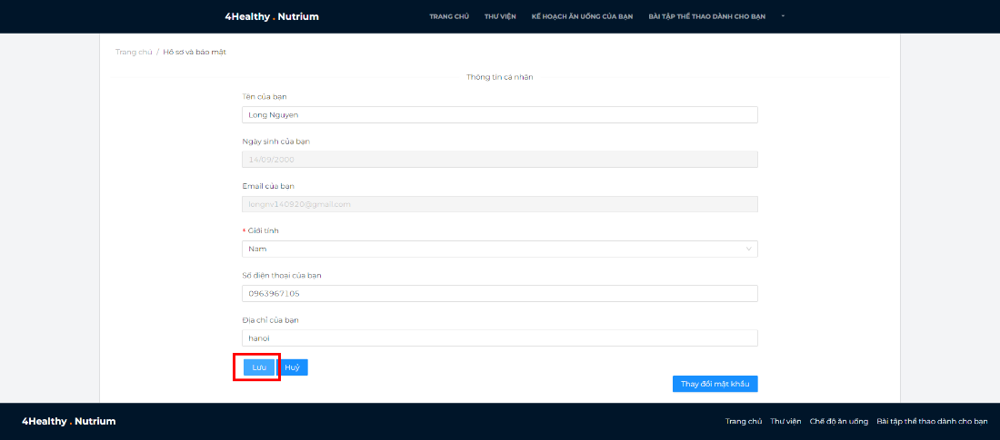 4Healthy . Nutrium TRANG CHỦ THƯ VIỆN KẾ HOẠCH ĂN UỐNG CỦA BẠN BÀI TẬP THỂ THAO DÀNH CHO BẠN
Trang chủ / Hồ sơ và bảo mật
Thông tin cá nhân
Tên của bạn
Long Nguyen
Ngày sinh của bạn
14/09/2000
Email của bạn
longnv140920@gmail.com
* Giới tính
Nam
Số điện thoại của bạn
0963967105
Địa chỉ của bạn
hanoi
Lưu Huỷ
Thay đổi mật khẩu
4Healthy . Nutrium Trang chủ Thư viện Chế độ ăn uống Bài tập thể thao dành cho bạn